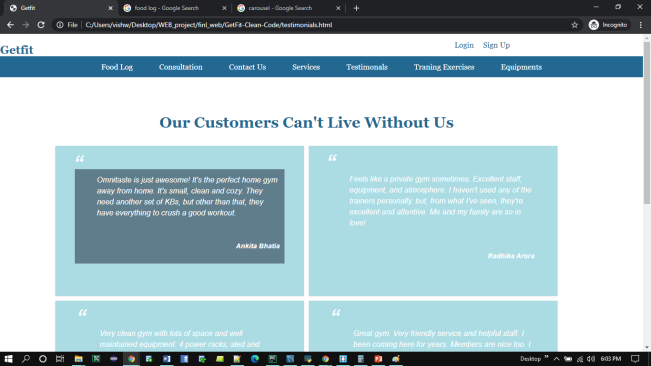 Getfit
food log - Google Search
carousel - Google Search
File | C:/Users/vishw/Desktop/WEB_project/finl_web/GetFit-Clean-Code/testimonials.html
Incognito
Getfit
Login Sign Up
Food Log Consultation Contact Us Services Testimonals Traning Exercises Equipments
Our Customers Can't Live Without Us
“
Omnitaste is just awesome! It's the perfect home gym
away from home. It's small, clean and cozy. They
need another set of KBs, but other than that, they
have everything to crush a good workout.
Ankita Bhatia
“
Feels like a private gym sometimes. Excellent staff,
equipment, and atmosphere. I haven't used any of the
trainers personally, but, from what I've seen, they're
excellent and attentive. Me and my family are so in
love!
Radhika Arora
“
Very clean gym with lots of space and well
maintained equipment. 4 power racks, sled and
“
Great gym. Very friendly service and helpful staff. I
been coming here for years. Members are nice too. I
Desktop
6:03 PM